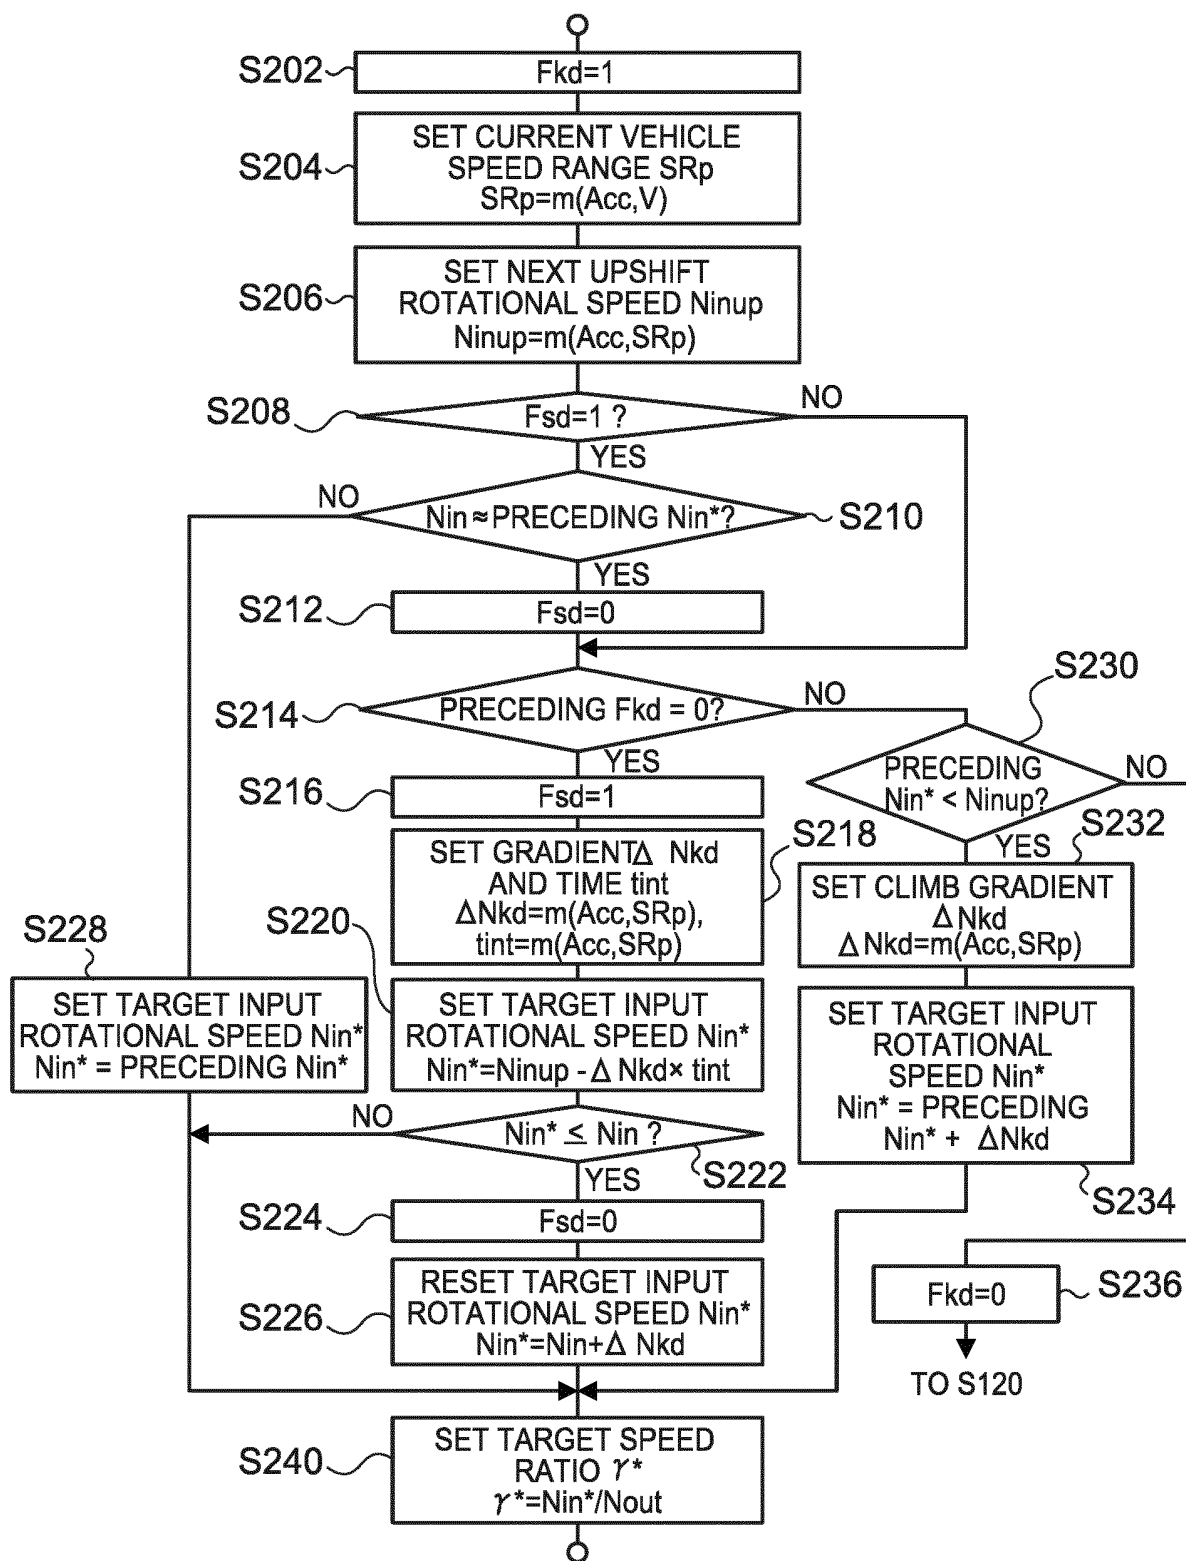 S202
Fkd=1
S204
SET CURRENT VEHICLE
SPEED RANGE SRp
SRp=m(Acc,V)
S206
SET NEXT UPSHIFT
ROTATIONAL SPEED Ninup
Ninup=m(Acc,SRp)
S208
Fsd=1 ?
NO
YES
NO
Nin≈PRECEDING Nin*?
S210
YES
S212
Fsd=0
S214
PRECEDING Fkd = 0?
NO
S230
YES
PRECEDING
Nin* < Ninup?
NO
YES
S216
Fsd=1
S218
SET GRADIENTΔ Nkd
AND TIME tint
ΔNkd=m(Acc,SRp),
tint=m(Acc,SRp)
S232
SET CLIMB GRADIENT
ΔNkd
ΔNkd=m(Acc,SRp)
S228
SET TARGET INPUT
ROTATIONAL SPEED Nin*
Nin* = PRECEDING Nin*
S220
SET TARGET INPUT
ROTATIONAL SPEED Nin*
Nin*=Ninup -Δ Nkd× tint
SET TARGET INPUT
ROTATIONAL
SPEED Nin*
Nin* = PRECEDING
Nin* + ΔNkd
S234
NO
Nin* ≤ Nin ?
S222
YES
S224
Fsd=0
S226
RESET TARGET INPUT
ROTATIONAL SPEED Nin*
Nin*=Nin+Δ Nkd
Fkd=0
S236
TO S120
S240
SET TARGET SPEED
RATIO γ*
γ*=Nin*/Nout